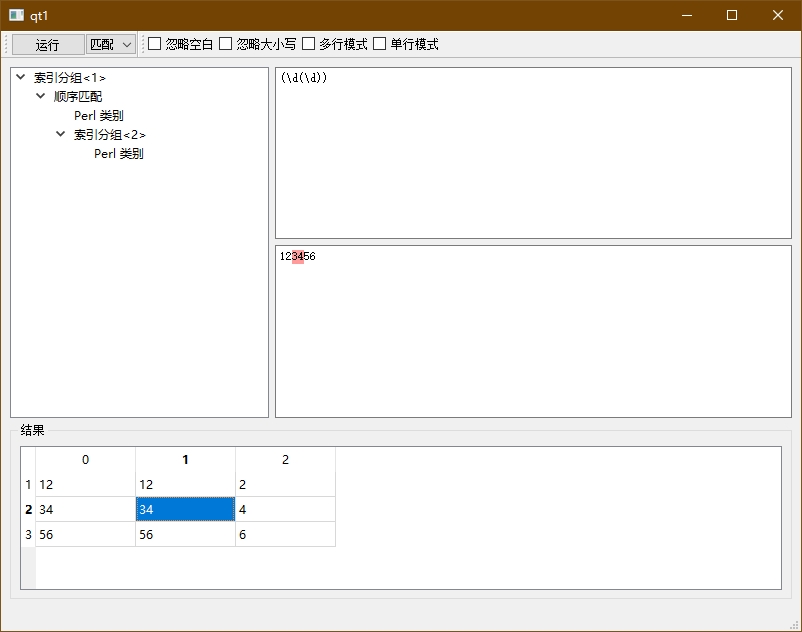 qt1
运行 匹配 忽略空白 忽略大小写 多行模式 单行模式
索引分组<1>
顺序匹配
Perl 类别
索引分组<2>
Perl 类别
(\d(\d))
123456
结果
0 1 2
1 12 12 2
2 34 34 4
3 56 56 6